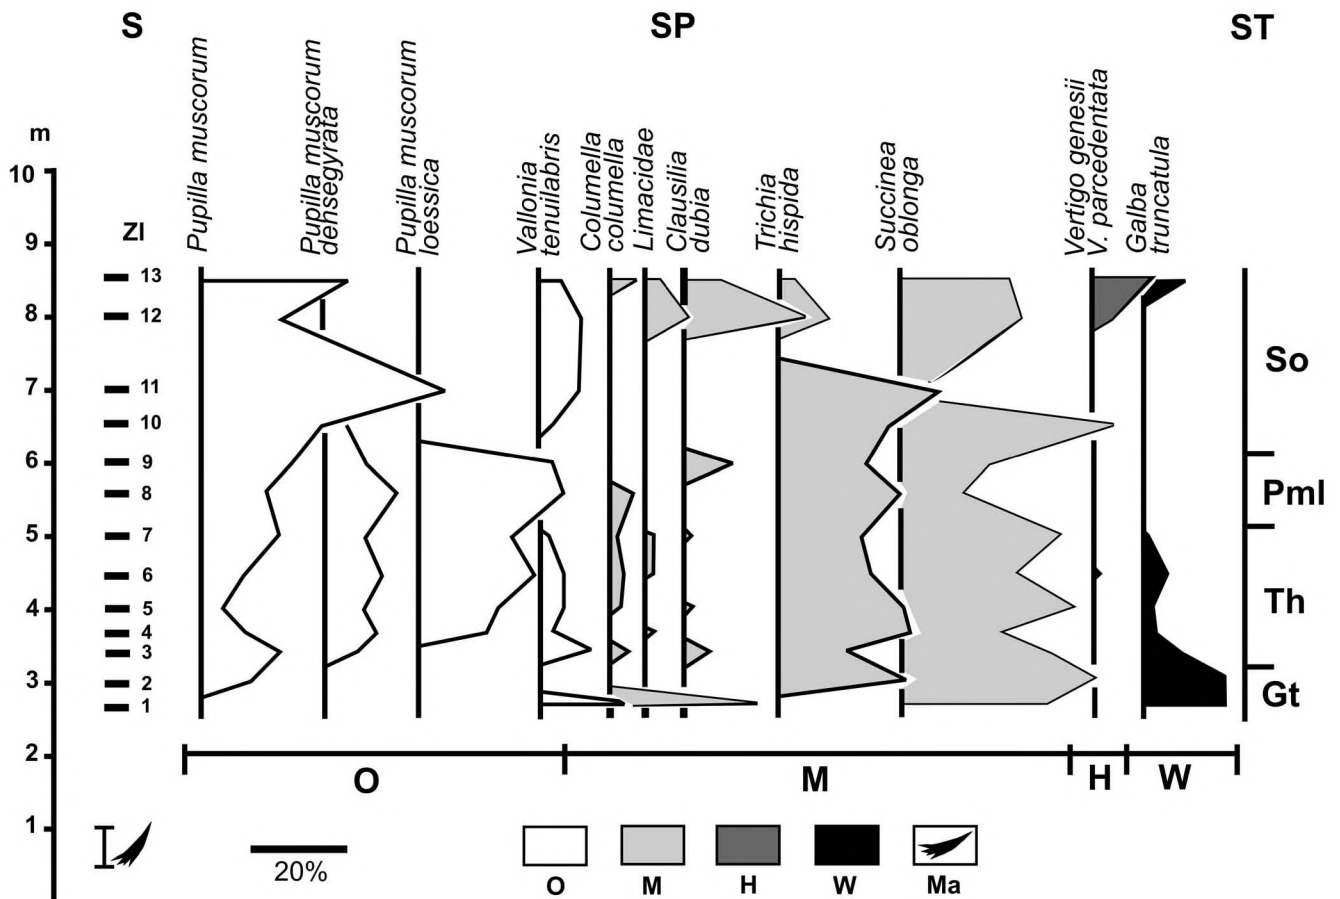 S SP ST
Pupilla muscorum
Pupilla muscorum
dehsegyrata
Pupilla muscorum
loessica
Vallonia
tenuilabris
Columella
columella
Limacidae
Clausilia
dubia
Trichia
hispida
Succinea
oblonga
Vertigo genesii
V. parcedentata
Galba
truncatula
m
10
9
8
7
6
5
4
3
2
1
ZI
13
12
11
10
9
8
7
6
5
4
3
2
1
So
Pml
Th
Gt
O M H W
20%
O M H W Ma